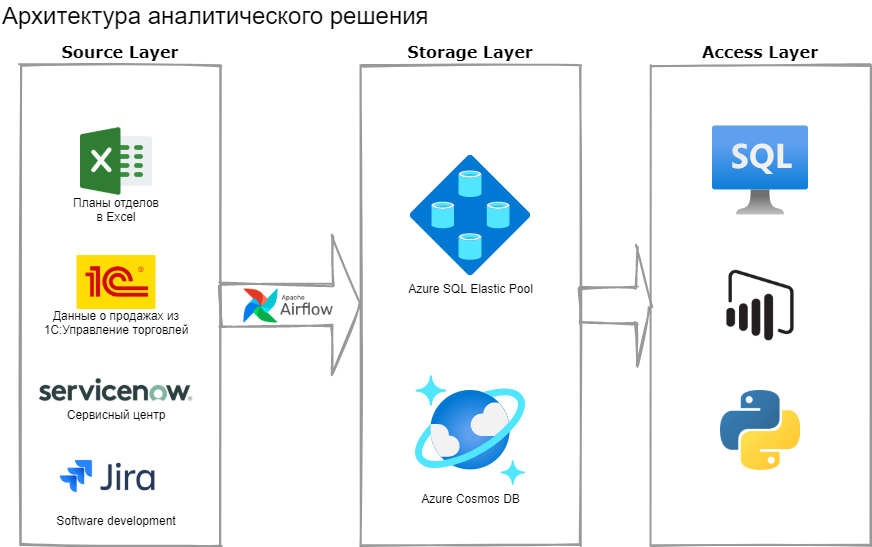 Архитектура аналитического решения
Source Layer
Storage Layer
Access Layer
X
Планы отделов
в Excel
1С
®
Данные о продажах из
1С:Управление торговлей
servicenow.
Сервисный центр
Jira
Software development
Apache
Airflow
Azure SQL Elastic Pool
Azure Cosmos DB
SQL